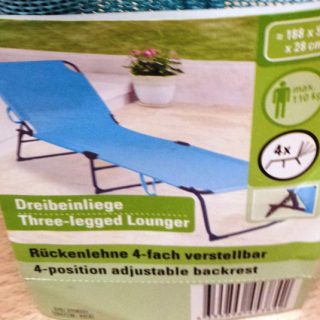 ≈ 188 x
x 28 cm
max.
110 kg
4x
Dreibeinliege
Three-legged Lounger
Rückenlehne 4-fach verstellbar
4-position adjustable backrest